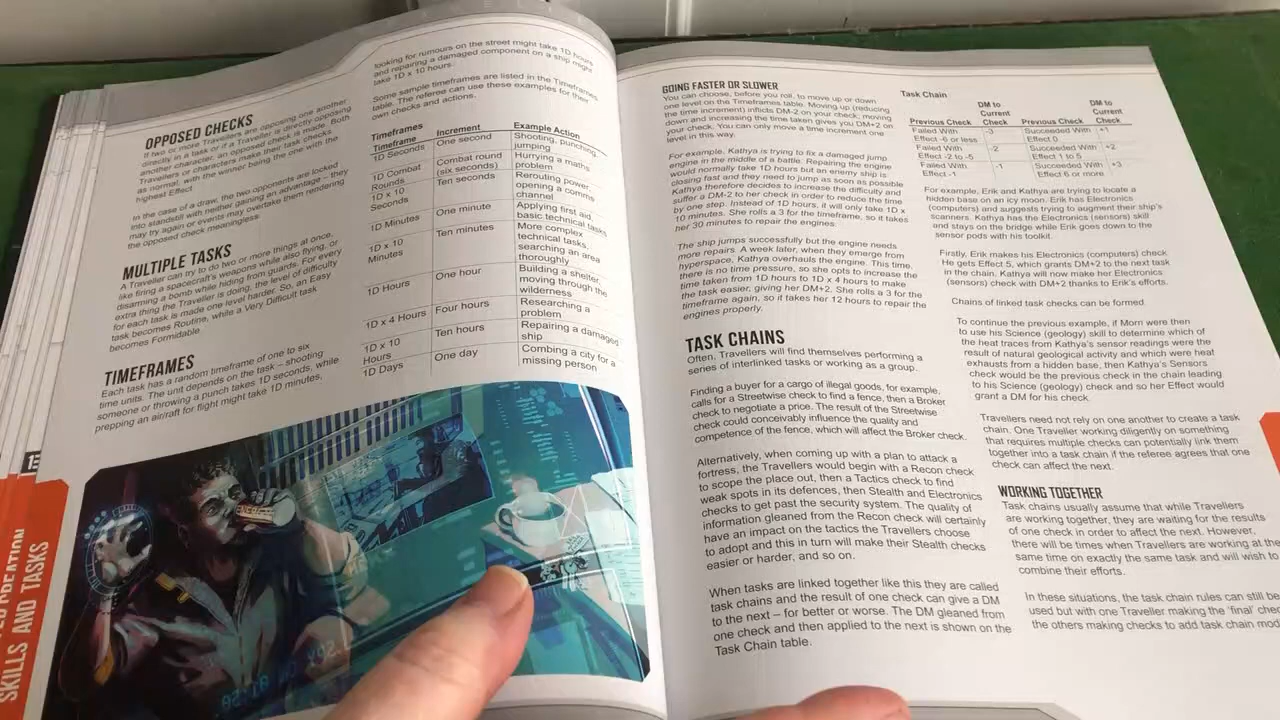 OPPOSED CHECKS
If two or more Travellers are opposing one another
directly in a task or if a Traveller is directly opposing
another character, an opposed check is made. Both
Travellers or characters make their task checks
as normal, with the winner being the one with the
highest Effect
In the case of a draw, the two opponents are locked
into standstill with neither gaining an advantage – they
may try again or events may overtake them rendering
the opposed check meaningless.
MULTIPLE TASKS
A Traveller can try to do two or more things at once,
like firing a spacecraft's weapons while also flying, or
disarming a bomb while hiding from guards. For every
extra thing the Traveller is doing, the level of difficulty
for each task is made one level harder. So, an Easy
task becomes Routine, while a Very Difficult task
becomes Formidable.
TIMEFRAMES
Each task has a random timeframe of one to six
time units. The unit depends on the task – shooting
someone or throwing a punch takes 1D seconds, while
prepping an aircraft for flight might take 1D minutes,
looking for rumours on the street might take 1D hours
and repairing a damaged component on a ship might
take 1D x 10 hours.
Some sample timeframes are listed in the Timeframes
table. The referee can use these examples for their
own checks and actions.
Timeframes
Timeframe Increment Example Action
1D Seconds One second Shooting, punching,
jumping
1D Combat Combat round Hurrying a maths
Rounds (six seconds) problem
1D x 10 Ten seconds Rerouting power,
Seconds opening a comms
channel
1D Minutes One minute Applying first aid,
basic technical tasks
1D x 10 Ten minutes More complex
Minutes technical tasks,
searching an area
thoroughly
1D Hours One hour Building a shelter,
moving through the
wilderness
1D x 4 Hours Four hours Researching a
problem
1D x 10 Ten hours Repairing a damaged
Hours ship
1D Days One day Combing a city for a
missing person
SKILLS AND TASKS
GOING FASTER OR SLOWER
You can choose, before you roll, to move up or down
one level on the Timeframes table. Moving up (reducing
the time increment) inflicts DM-2 on your check, moving
down and increasing the time taken gives you DM+2 on
your check. You can only move a time increment one
level in this way.
For example, Kathya is trying to fix a damaged jump
engine in the middle of a battle. Repairing the engine
would normally take 1D hours but an enemy ship is
closing fast and they need to jump as soon as possible
Kathya therefore decides to increase the difficulty and
suffer a DM-2 to her check in order to reduce the time
by one step. Instead of 1D hours, it will only take 1D x
10 minutes. She rolls a 3 for the timeframe, so it takes
her 30 minutes to repair the engines.
The ship jumps successfully but the engine needs
more repairs. A week later, when they emerge from
hyperspace, Kathya overhauls the engine. This time,
there is no time pressure, so she opts to increase the
time taken from 1D hours to 1D x 4 hours to make
the task easier, giving her DM+2. She rolls a 3 for the
timeframe again, so it takes her 12 hours to repair the
engines properly.
TASK CHAINS
Often, Travellers will find themselves performing a
series of interlinked tasks or working as a group.
Finding a buyer for a cargo of illegal goods, for example,
calls for a Streetwise check to find a fence, then a Broker
check to negotiate a price. The result of the Streetwise
check could conceivably influence the quality and
competence of the fence, which will affect the Broker check.
Alternatively, when coming up with a plan to attack a
fortress, the Travellers would begin with a Recon check
to scope the place out, then a Tactics check to find
weak spots in its defences, then Stealth and Electronics
checks to get past the security system. The quality of
information gleaned from the Recon check will certainly
have an impact on the tactics the Travellers choose
to adopt and this in turn will make their Stealth checks
easier or harder, and so on.
When tasks are linked together like this they are called
task chains and the result of one check can give a DM
to the next – for better or worse. The DM gleaned from
one check and then applied to the next is shown on the
Task Chain table.
Task Chain
DM to DM to
Current Current
Previous Check Check Previous Check Check
Failed With -3 Succeeded With +1
Effect -6 or less Effect 0
Failed With -2 Succeeded With +2
Effect -2 to -5 Effect 1 to 5
Failed With -1 Succeeded With +3
Effect -1 Effect 6 or more
For example, Erik and Kathya are trying to locate a
hidden base on an icy moon. Erik has Electronics
(computers) and suggests trying to augment their ship's
scanners. Kathya has the Electronics (sensors) skill
and stays on the bridge while Erik goes down to the
sensor pods with his toolkit.
Firstly, Erik makes his Electronics (computers) check
He gets Effect 5, which grants DM+2 to the next task
in the chain. Kathya will now make her Electronics
(sensors) check with DM+2 thanks to Erik's efforts.
Chains of linked task checks can be formed.
To continue the previous example, if Morn were then
to use his Science (geology) skill to determine which of
the heat traces from Kathya's sensor readings were the
result of natural geological activity and which were heat
exhausts from a hidden base, then Kathya's Sensors
check would be the previous check in the chain leading
to his Science (geology) check and so her Effect would
grant a DM for his check.
Travellers need not rely on one another to create a task
chain. One Traveller working diligently on something
that requires multiple checks can potentially link them
together into a task chain if the referee agrees that one
check can affect the next.
WORKING TOGETHER
Task chains usually assume that while Travellers
are working together, they are waiting for the results
of one check in order to affect the next. However,
there will be times when Travellers are working at the
same time on exactly the same task and will wish to
combine their efforts.
In these situations, the task chain rules can still be
used but with one Traveller making the 'final'
the others making checks to add task chain